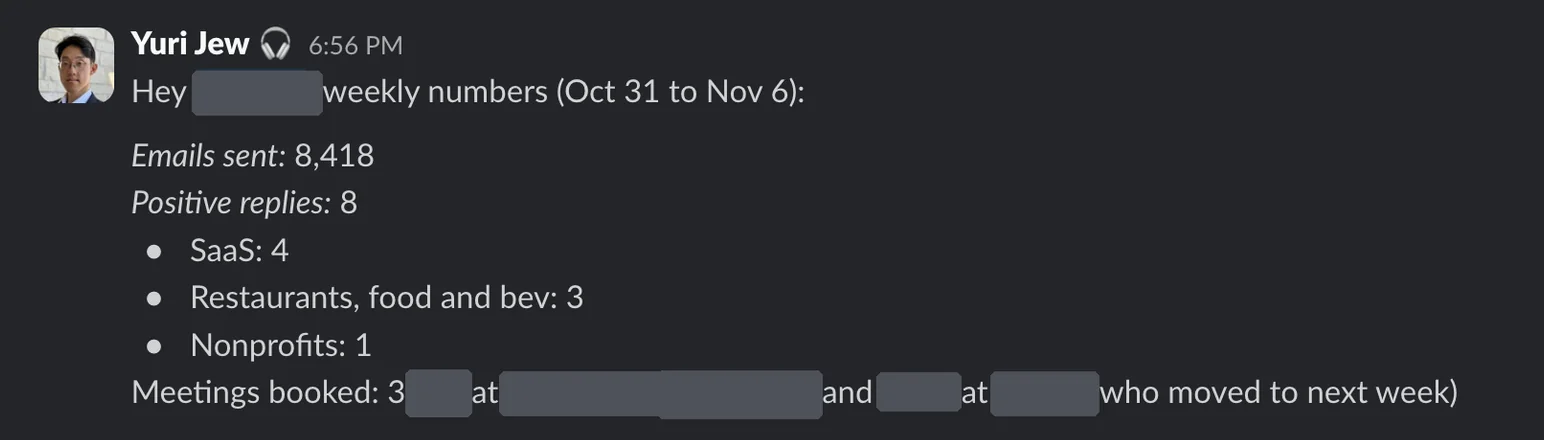 Yuri Jew 6:56 PM
Hey weekly numbers (Oct 31 to Nov 6):
Emails sent: 8,418
Positive replies: 8
● SaaS: 4
● Restaurants, food and bev: 3
● Nonprofits: 1
Meetings booked: 3 at and at who moved to next week)